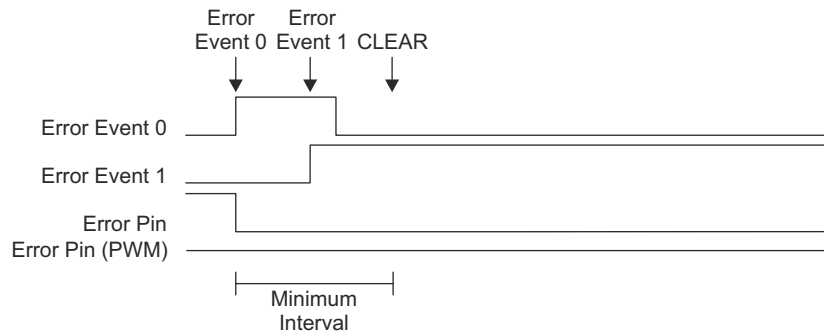 Error
Event 0
Error
Event 1
CLEAR
Error Event 0
Error Event 1
Error Pin
Error Pin (PWM)
Minimum
Interval